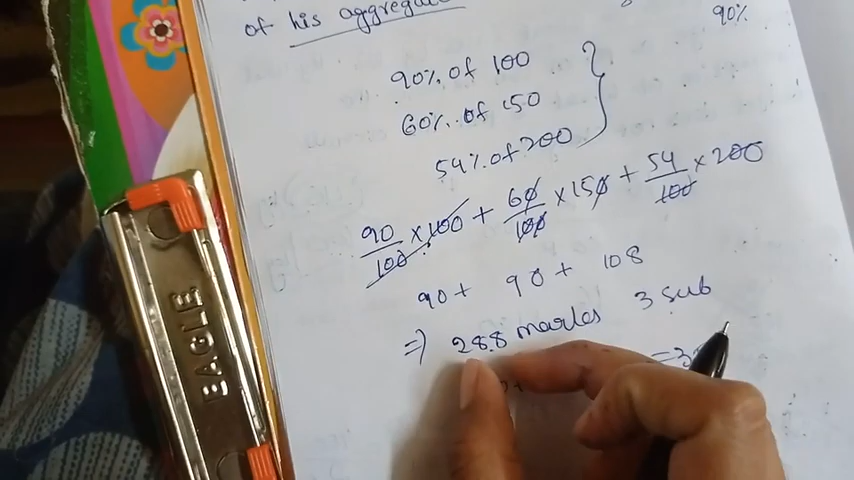 of his aggregate
90%
90% of 100
60% of 150
54% of 200
90/100 × 100 + 60/100 × 150 + 54/100 × 200
90 + 90 + 108
⇒ 288 marks 3 sub
EAGLE